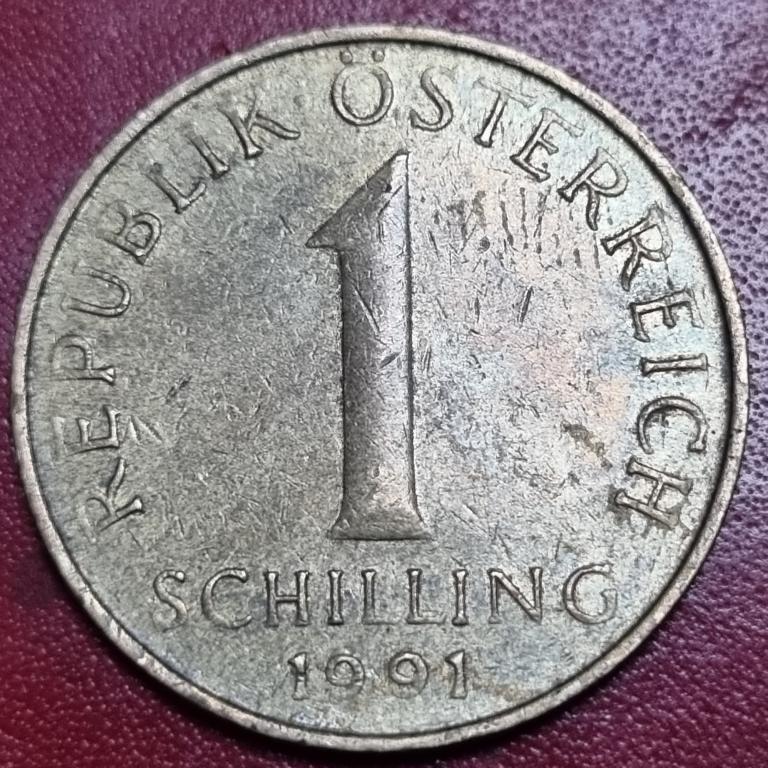 REPUBLIK ÖSTERREICH
1
SCHILLING
1991